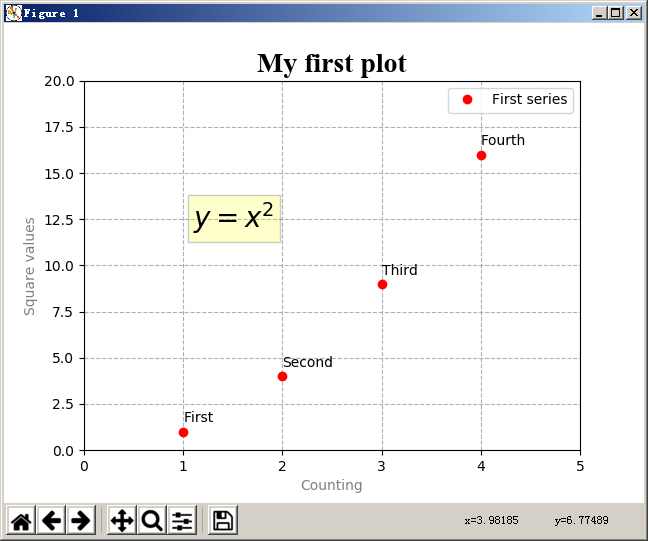 Figure 1
My first plot
20.0
17.5
15.0
12.5
10.0
7.5
5.0
2.5
0.0
Square values
First series
Fourth
y = x²
Third
Second
First
0 1 2 3 4 5
Counting
x=3.98185 y=6.77489